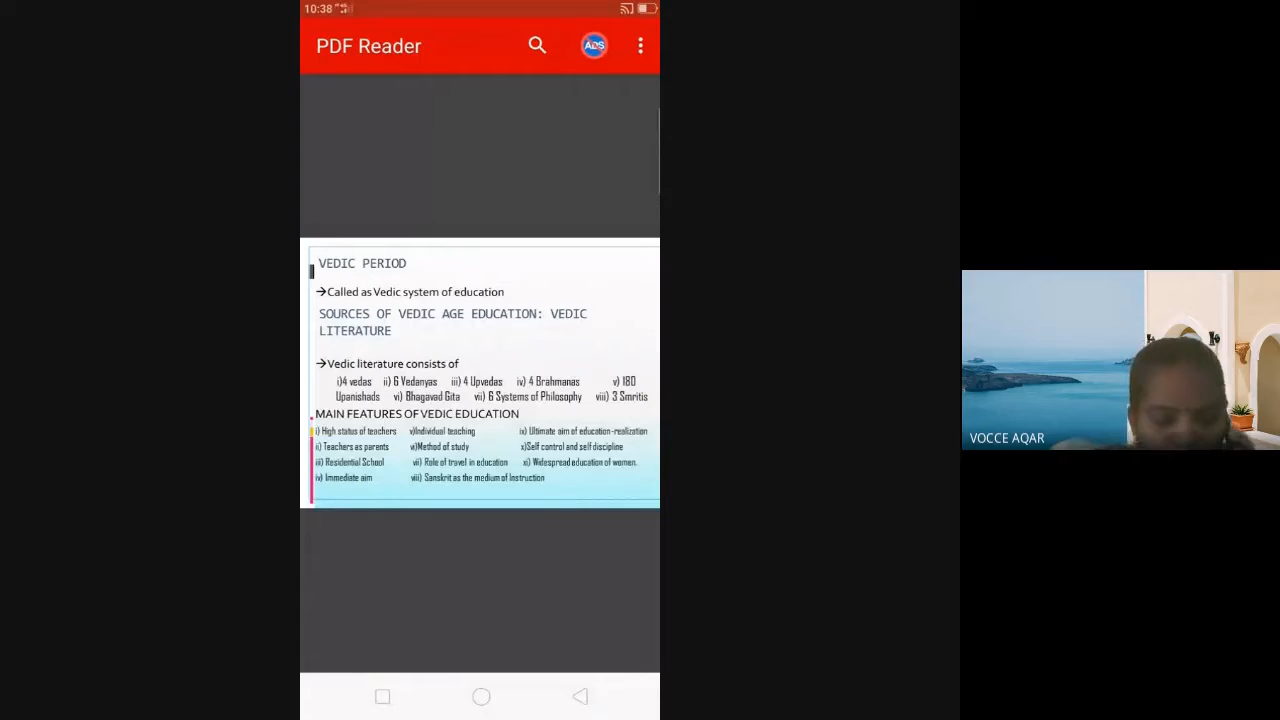 10:38
PDF Reader
ADS
VEDIC PERIOD
→Called as Vedic system of education
SOURCES OF VEDIC AGE EDUCATION: VEDIC
LITERATURE
→Vedic literature consists of
i)4 vedas ii) 6 Vedanyas iii) 4 Upvedas iv) 4 Brahmanas v) 180
Upanishads vi) Bhagavad Gita vii) 6 Systems of Philosophy viii) 3 Smritis
MAIN FEATURES OF VEDIC EDUCATION
i) High status of teachers v)Individual teaching ix) Ultimate aim of education-realization
ii) Teachers as parents vi)Method of study x)Self control and self discipline
iii) Residential School vii) Role of travel in education xi) Widespread education of women.
iv) Immediate aim viii) Sanskrit as the medium of Instruction
VOCCE AQAR